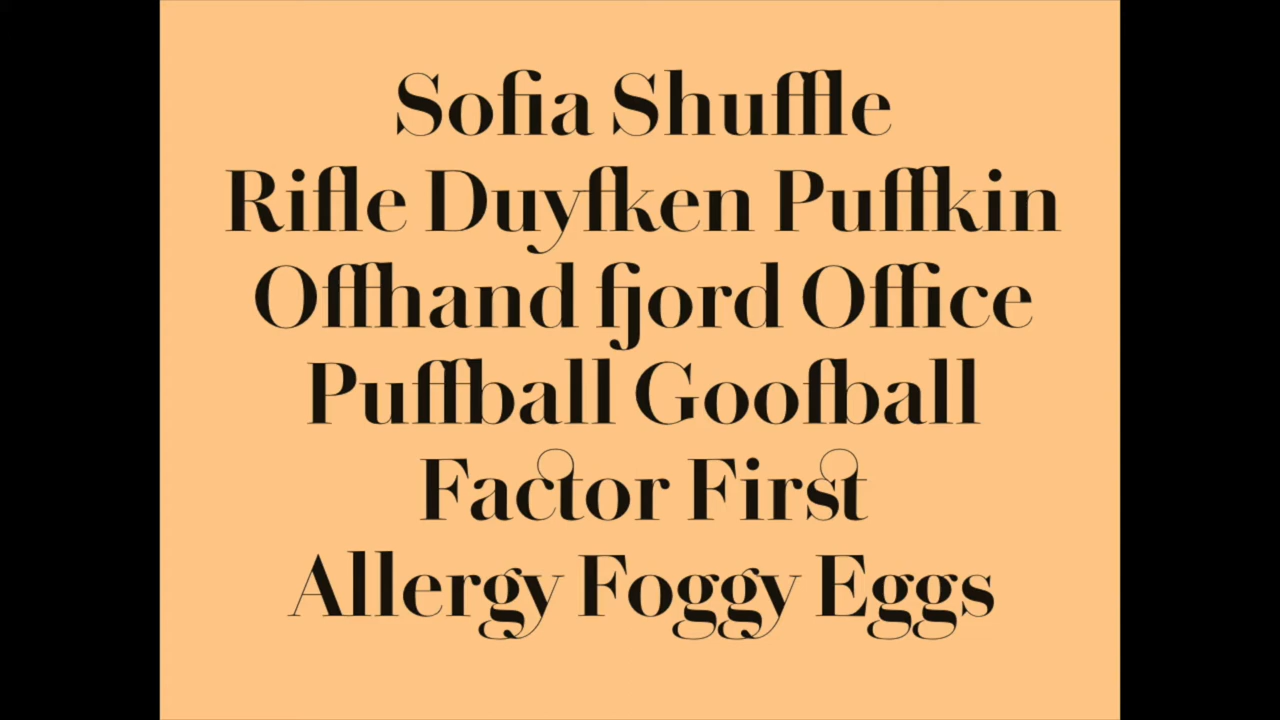 Sofia Shuffle
Rifle Duyfken Puffkin
Offhand fjord Office
Puffball Goofball
Factor First
Allergy Foggy Eggs